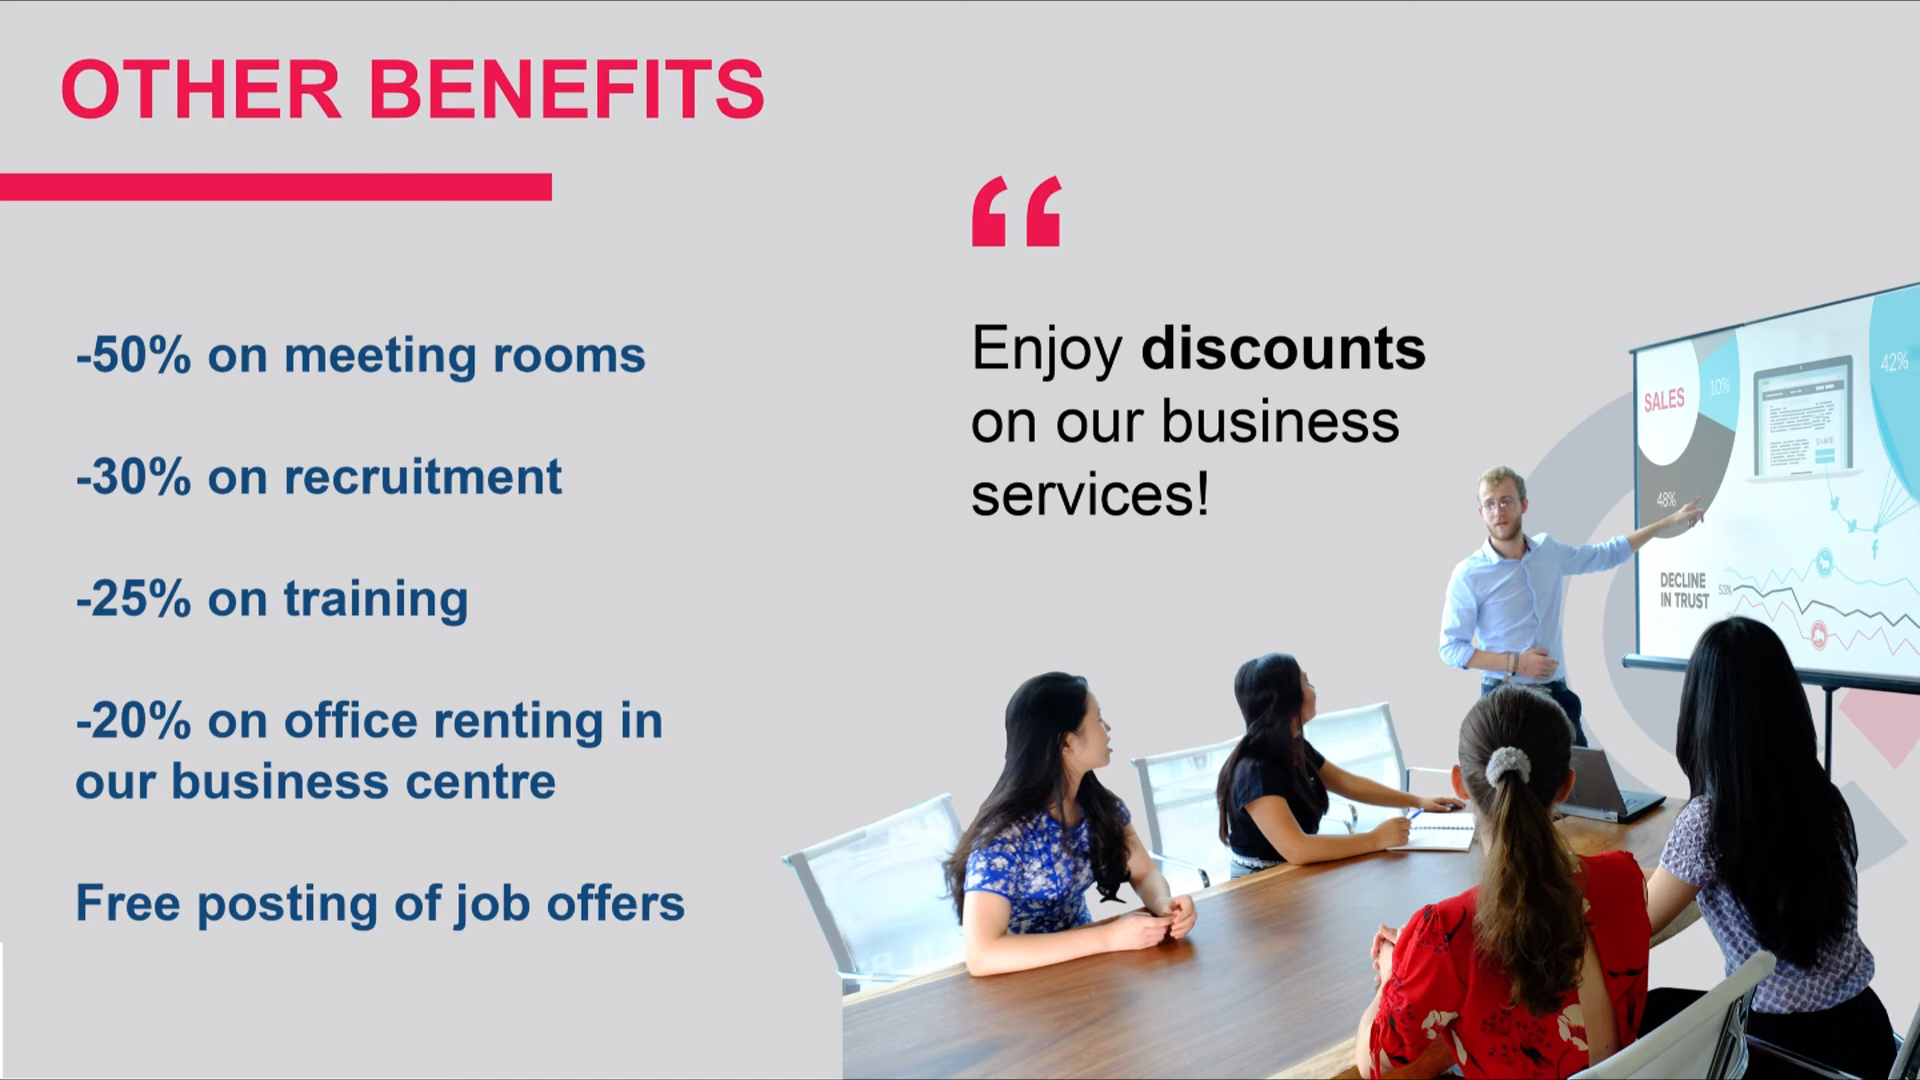 OTHER BENEFITS
-50% on meeting rooms
-30% on recruitment
-25% on training
-20% on office renting in
our business centre
Free posting of job offers
“
Enjoy discounts
on our business
services!
SALES
10%
42%
SHARE
48%
DECLINE
IN TRUST
53%